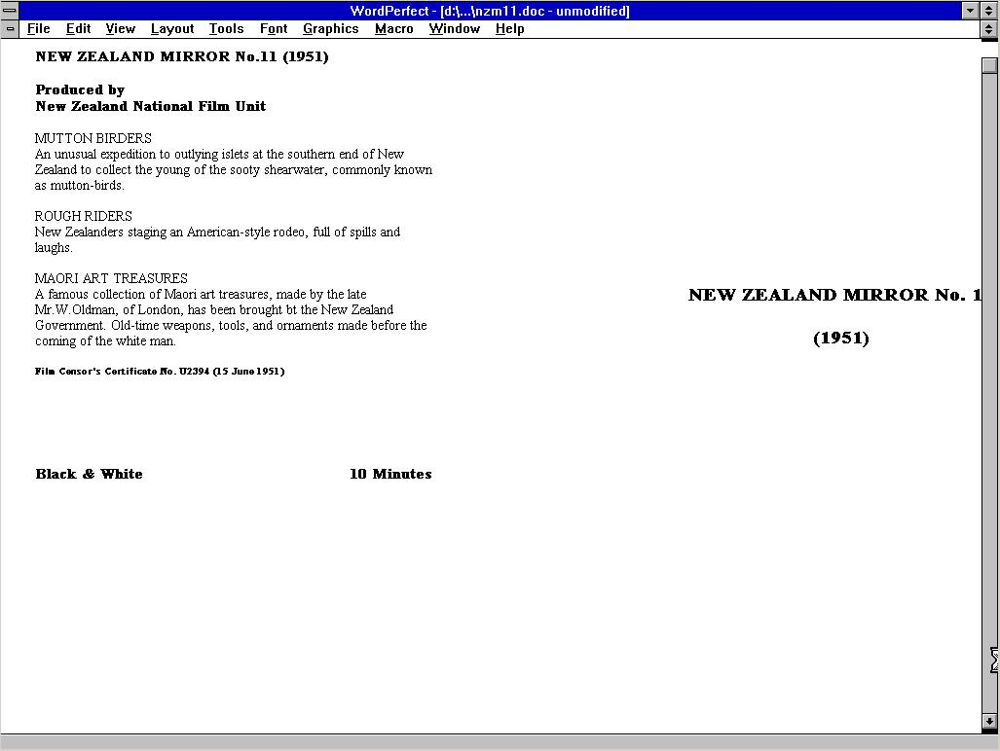 WordPerfect - [d:\...\nzm11.doc - unmodified]
File Edit View Layout Tools Font Graphics Macro Window Help
NEW ZEALAND MIRROR No.11 (1951)
Produced by
New Zealand National Film Unit
MUTTON BIRDERS
An unusual expedition to outlying islets at the southern end of New
Zealand to collect the young of the sooty shearwater, commonly known
as mutton-birds.
ROUGH RIDERS
New Zealanders staging an American-style rodeo, full of spills and
laughs.
MAORI ART TREASURES
A famous collection of Maori art treasures, made by the late
Mr.W.Oldman, of London, has been brought bt the New Zealand
Government. Old-time weapons, tools, and ornaments made before the
coming of the white man.
Film Censor's Certificate No. U2394 (15 June 1951)
Black & White 10 Minutes
NEW ZEALAND MIRROR No. 1
(1951)